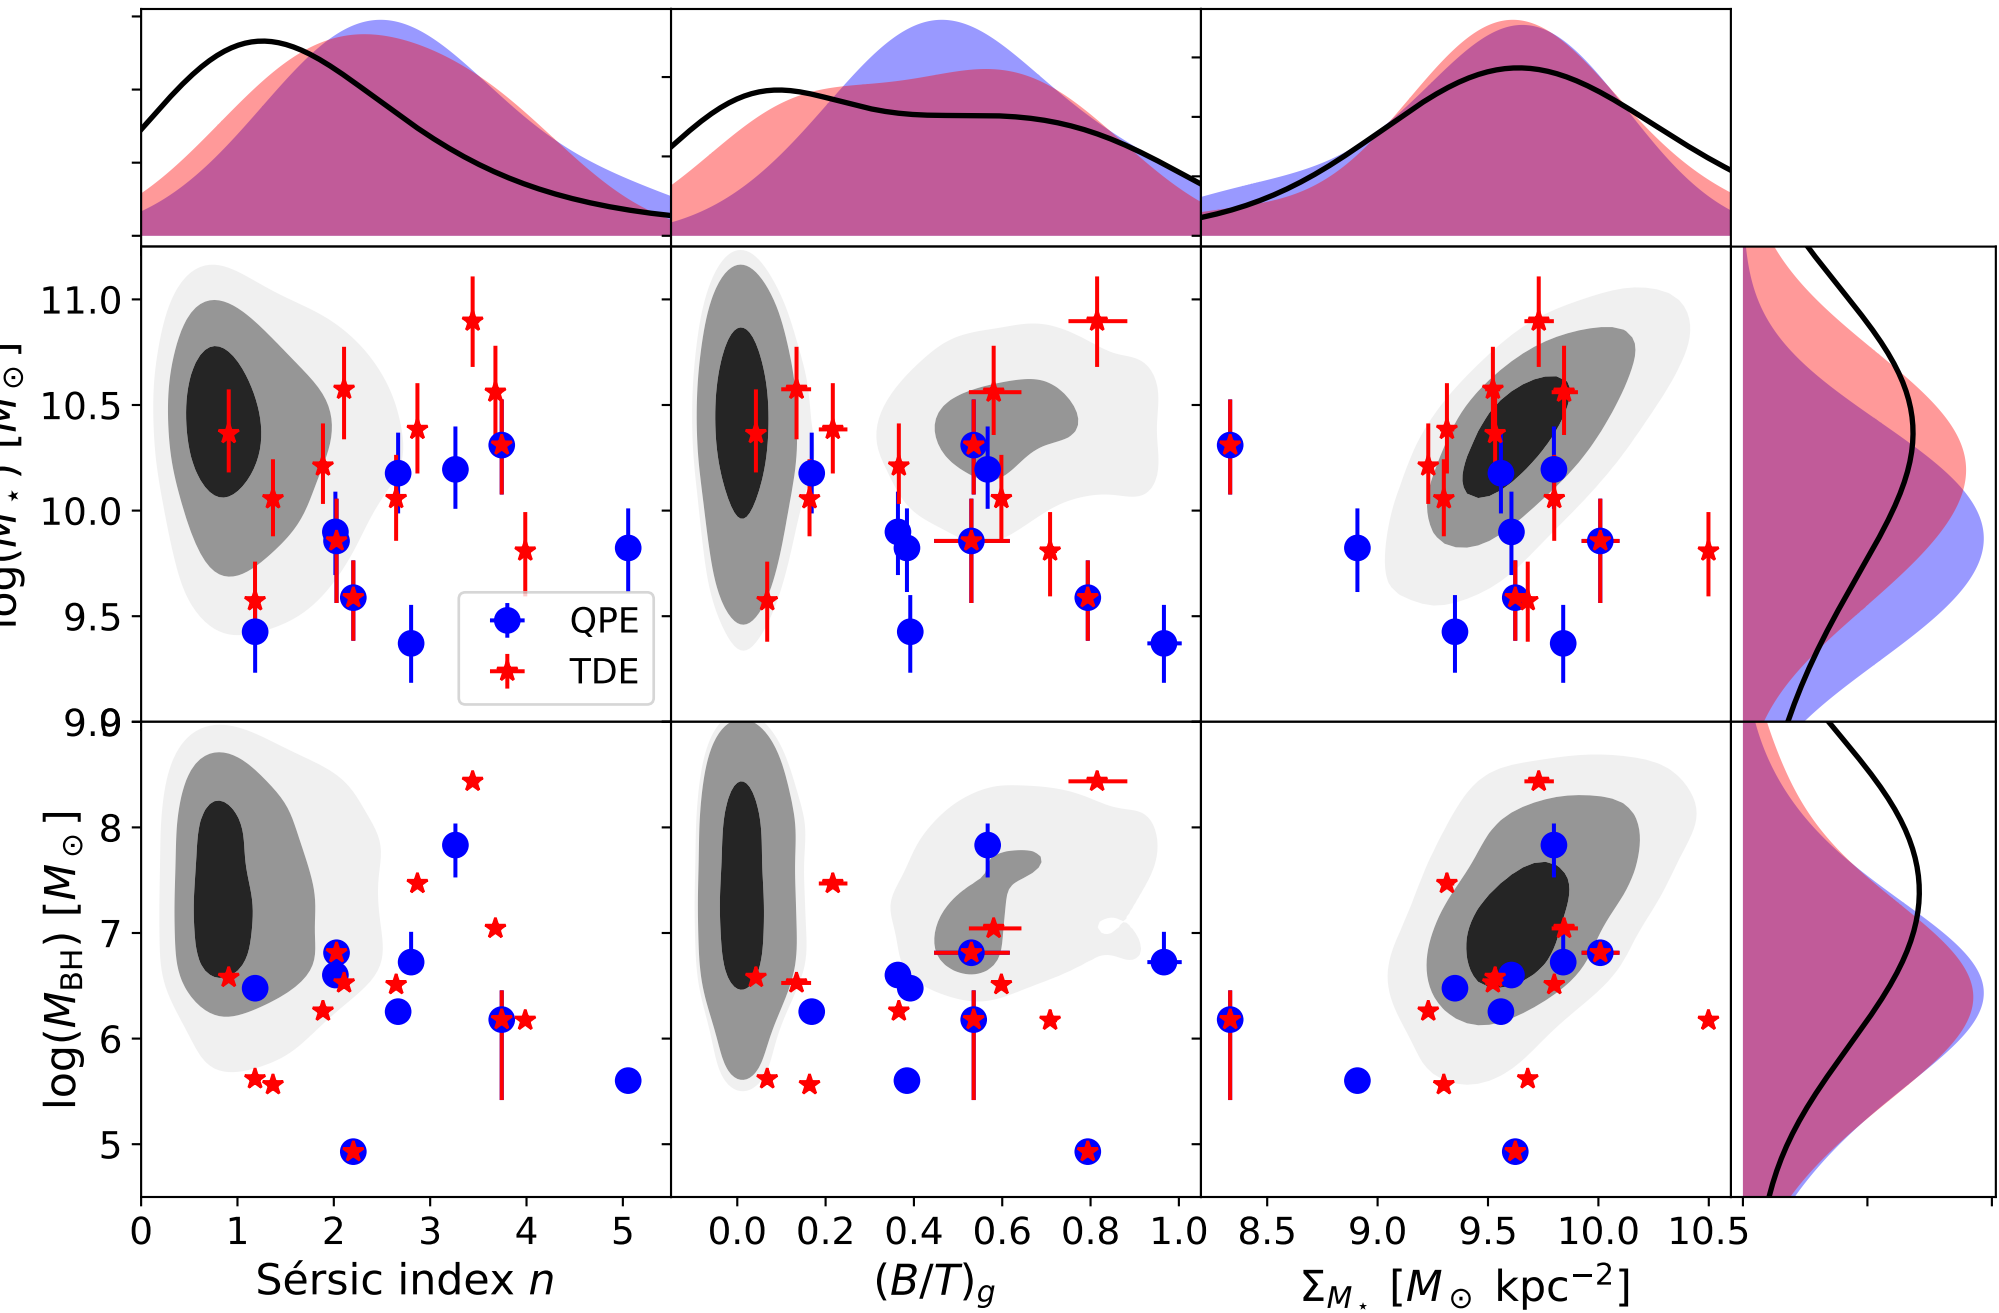 11.0
10.5
10.0
9.5
9.0
log(M⋆) [M⊙]
QPE
TDE
9
8
7
6
5
log(M_BH) [M⊙]
0 1 2 3 4 5
0.0 0.2 0.4 0.6 0.8 1.0
8.5 9.0 9.5 10.0 10.5
Sérsic index n
(B/T)_g
Σ_M⋆ [M⊙ kpc⁻²]